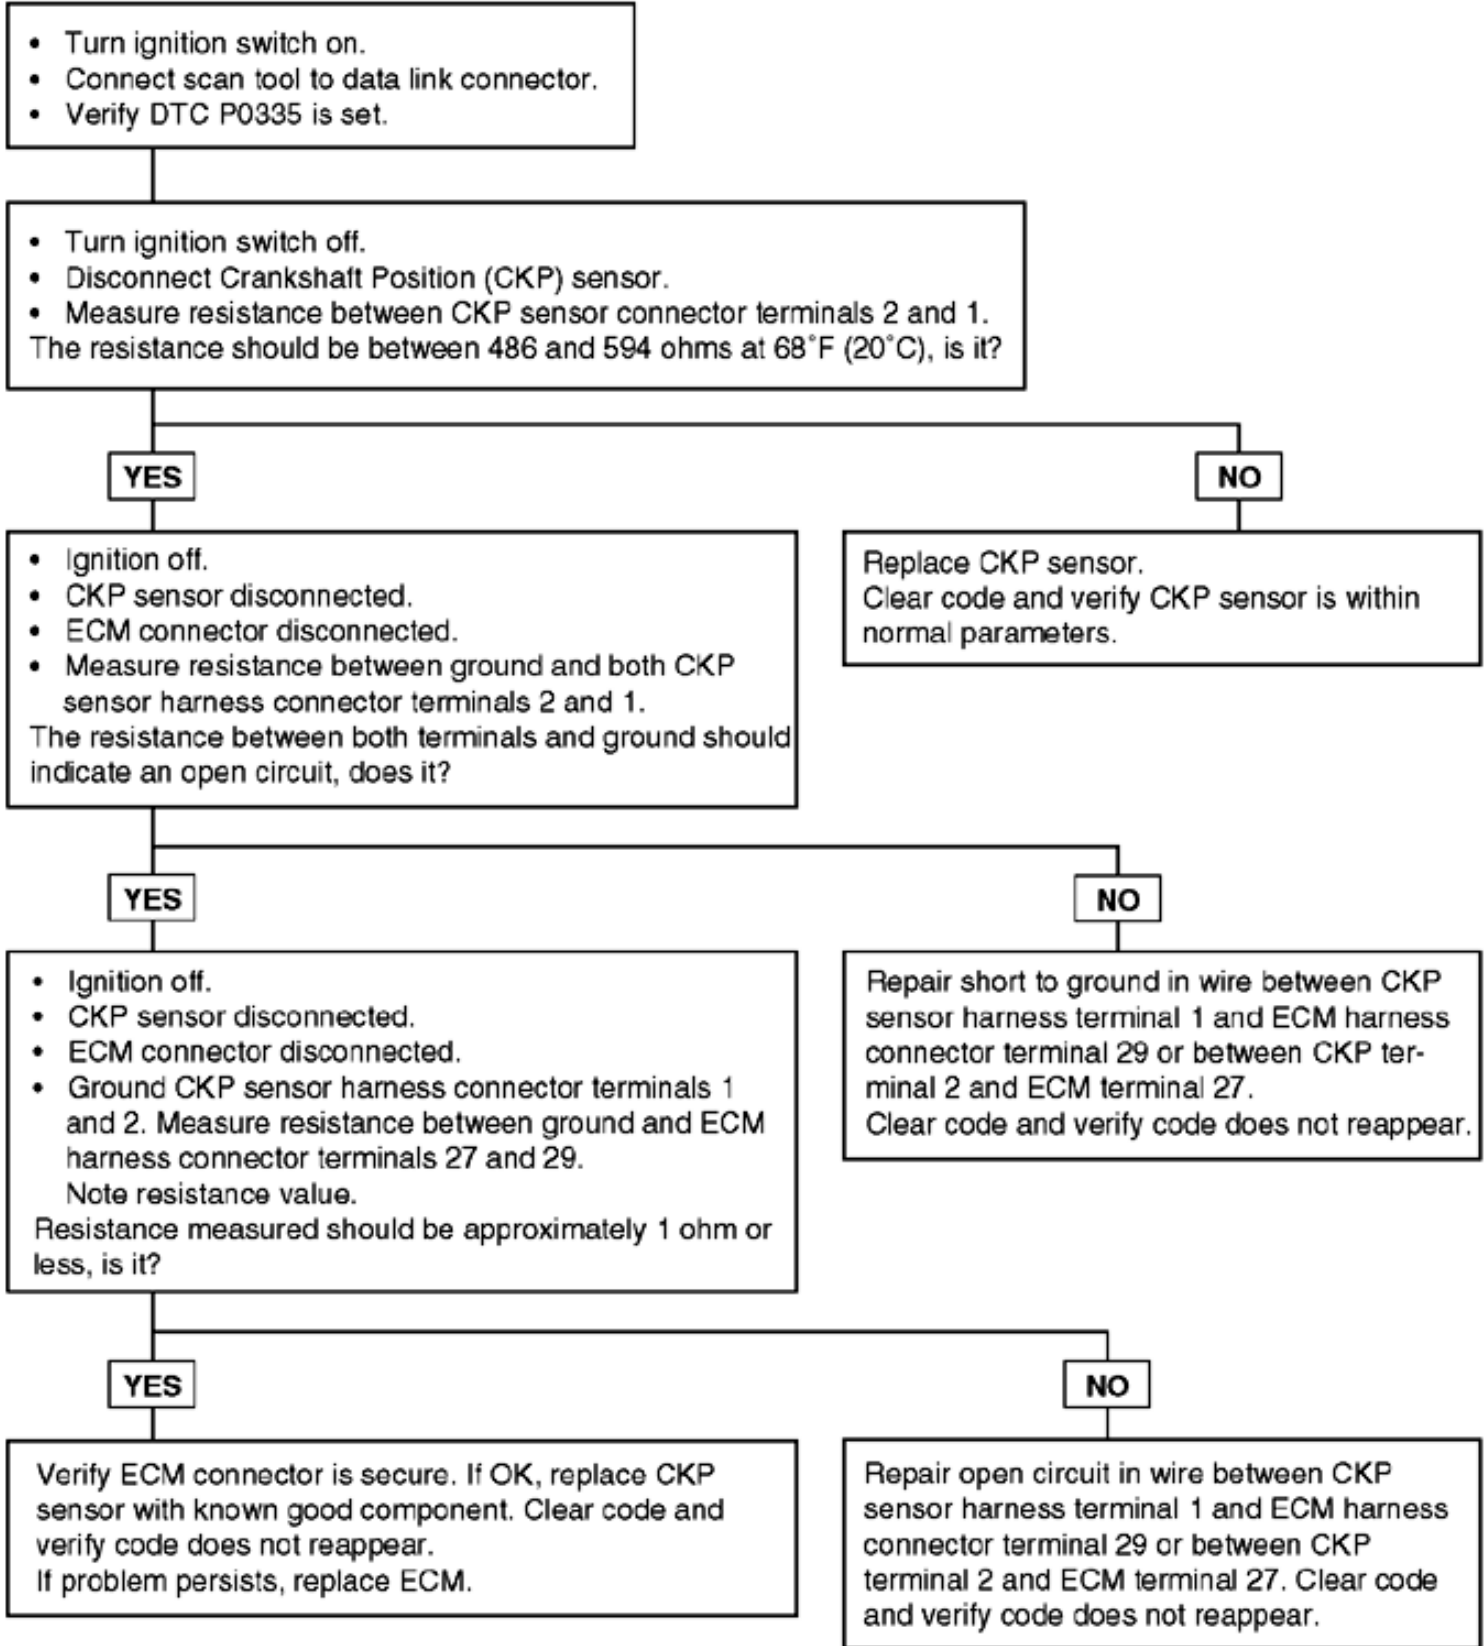 • Turn ignition switch on.
• Connect scan tool to data link connector.
• Verify DTC P0335 is set.
• Turn ignition switch off.
• Disconnect Crankshaft Position (CKP) sensor.
• Measure resistance between CKP sensor connector terminals 2 and 1.
The resistance should be between 486 and 594 ohms at 68°F (20°C), is it?
YES
NO
• Ignition off.
• CKP sensor disconnected.
• ECM connector disconnected.
• Measure resistance between ground and both CKP
sensor harness connector terminals 2 and 1.
The resistance between both terminals and ground should
indicate an open circuit, does it?
Replace CKP sensor.
Clear code and verify CKP sensor is within
normal parameters.
YES
NO
• Ignition off.
• CKP sensor disconnected.
• ECM connector disconnected.
• Ground CKP sensor harness connector terminals 1
and 2. Measure resistance between ground and ECM
harness connector terminals 27 and 29.
Note resistance value.
Resistance measured should be approximately 1 ohm or
less, is it?
Repair short to ground in wire between CKP
sensor harness terminal 1 and ECM harness
connector terminal 29 or between CKP ter-
minal 2 and ECM terminal 27.
Clear code and verify code does not reappear.
YES
NO
Verify ECM connector is secure. If OK, replace CKP
sensor with known good component. Clear code and
verify code does not reappear.
If problem persists, replace ECM.
Repair open circuit in wire between CKP
sensor harness terminal 1 and ECM harness
connector terminal 29 or between CKP
terminal 2 and ECM terminal 27. Clear code
and verify code does not reappear.